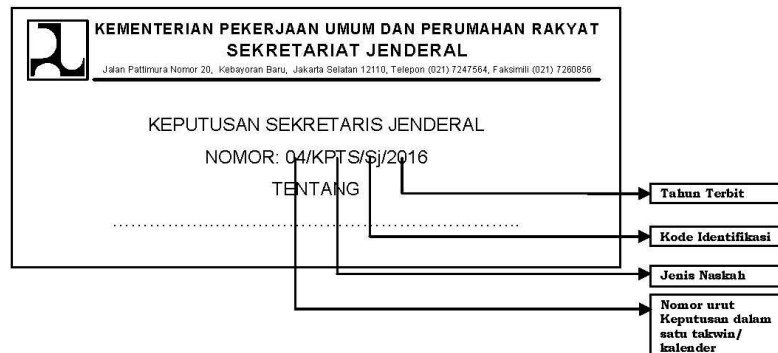 KEMENTERIAN PEKERJAAN UMUM DAN PERUMAHAN RAKYAT
SEKRETARIAT JENDERAL
Jalan Pattimura Nomor 20, Kebayoran Baru, Jakarta Selatan 12110, Telepon (021) 7247564, Faksimili (021) 7260856
KEPUTUSAN SEKRETARIS JENDERAL
NOMOR: 04/KPTS/Sj/2016
TENTANG
....................................................................................
Tahun Terbit
Kode Identifikasi
Jenis Naskah
Nomor urut
Keputusan dalam
satu takwin/
kalender